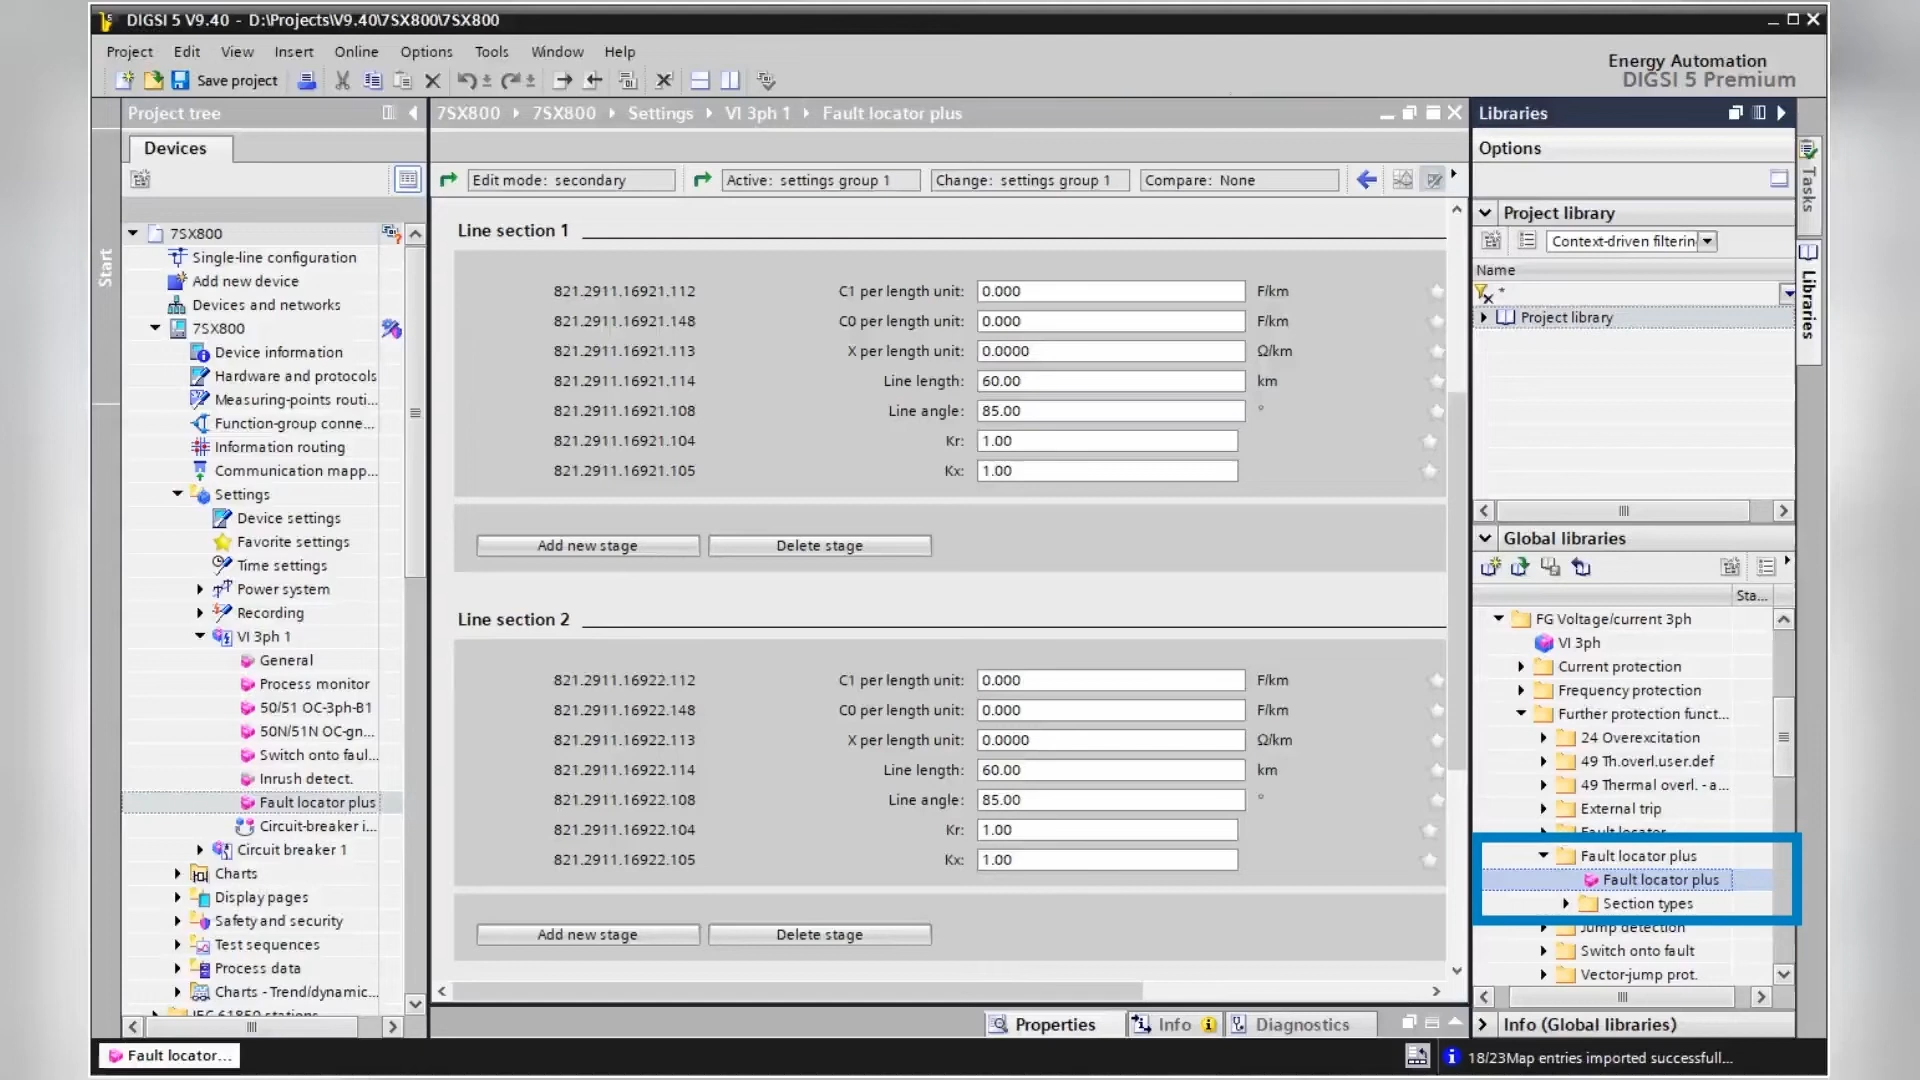 DIGSI 5 V9.40 - D:\Projects\V9.40\7SX800\7SX800
Project Edit View Insert Online Options Tools Window Help
Save project
Energy Automation
DIGSI 5 Premium
Start
Project tree
Devices
7SX800
Single-line configuration
Add new device
Devices and networks
7SX800
Device information
Hardware and protocols
Measuring-points routi...
Function-group conne...
Information routing
Communication mapp...
Settings
Device settings
Favorite settings
Time settings
Power system
Recording
VI 3ph 1
General
Process monitor
50/51 OC-3ph-B1
50N/51N OC-gn...
Switch onto faul...
Inrush detect.
Fault locator plus
Circuit-breaker i...
Circuit breaker 1
Charts
Display pages
Safety and security
Test sequences
Process data
Charts - Trend/dynamic...
IEC 61850 stations
7SX800 7SX800 Settings VI 3ph 1 Fault locator plus
Edit mode: secondary Active: settings group 1 Change: settings group 1 Compare: None
Line section 1
821.2911.16921.112 C1 per length unit: 0.000 F/km
821.2911.16921.148 C0 per length unit: 0.000 F/km
821.2911.16921.113 X per length unit: 0.0000 Ω/km
821.2911.16921.114 Line length: 60.00 km
821.2911.16921.108 Line angle: 85.00 °
821.2911.16921.104 Kr: 1.00
821.2911.16921.105 Kx: 1.00
Add new stage Delete stage
Line section 2
821.2911.16922.112 C1 per length unit: 0.000 F/km
821.2911.16922.148 C0 per length unit: 0.000 F/km
821.2911.16922.113 X per length unit: 0.0000 Ω/km
821.2911.16922.114 Line length: 60.00 km
821.2911.16922.108 Line angle: 85.00 °
821.2911.16922.104 Kr: 1.00
821.2911.16922.105 Kx: 1.00
Add new stage Delete stage
Properties Info Diagnostics
Libraries
Options
Project library
Context-driven filterin
Name
*
Project library
Global libraries
Sta...
FG Voltage/current 3ph
VI 3ph
Current protection
Frequency protection
Further protection funct...
24 Overexcitation
49 Th.overl.user.def
49 Thermal overl. - a...
External trip
Fault locator
Fault locator plus
Fault locator plus
Section types
Jump detection
Switch onto fault
Vector-jump prot.
Info (Global libraries)
Tasks
Libraries
Fault locator...
18/23Map entries imported successfull...